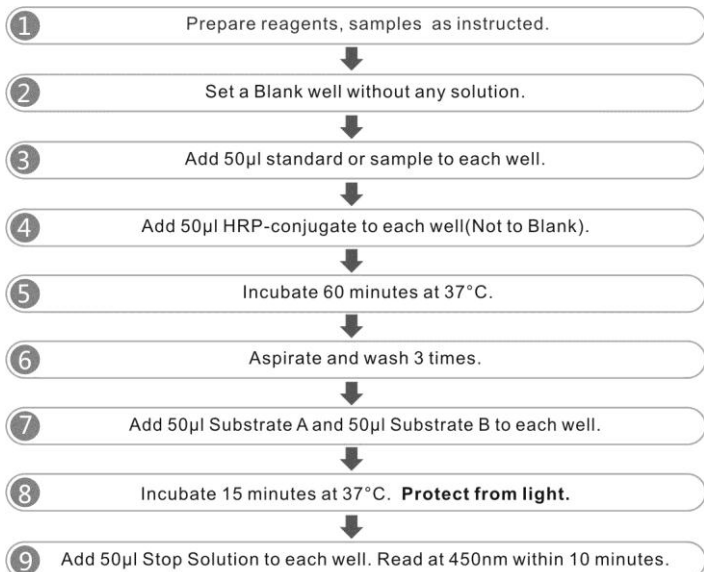 1 Prepare reagents, samples as instructed.
2 Set a Blank well without any solution.
3 Add 50μl standard or sample to each well.
4 Add 50μl HRP-conjugate to each well(Not to Blank).
5 Incubate 60 minutes at 37°C.
6 Aspirate and wash 3 times.
7 Add 50μl Substrate A and 50μl Substrate B to each well.
8 Incubate 15 minutes at 37°C. Protect from light.
9 Add 50μl Stop Solution to each well. Read at 450nm within 10 minutes.